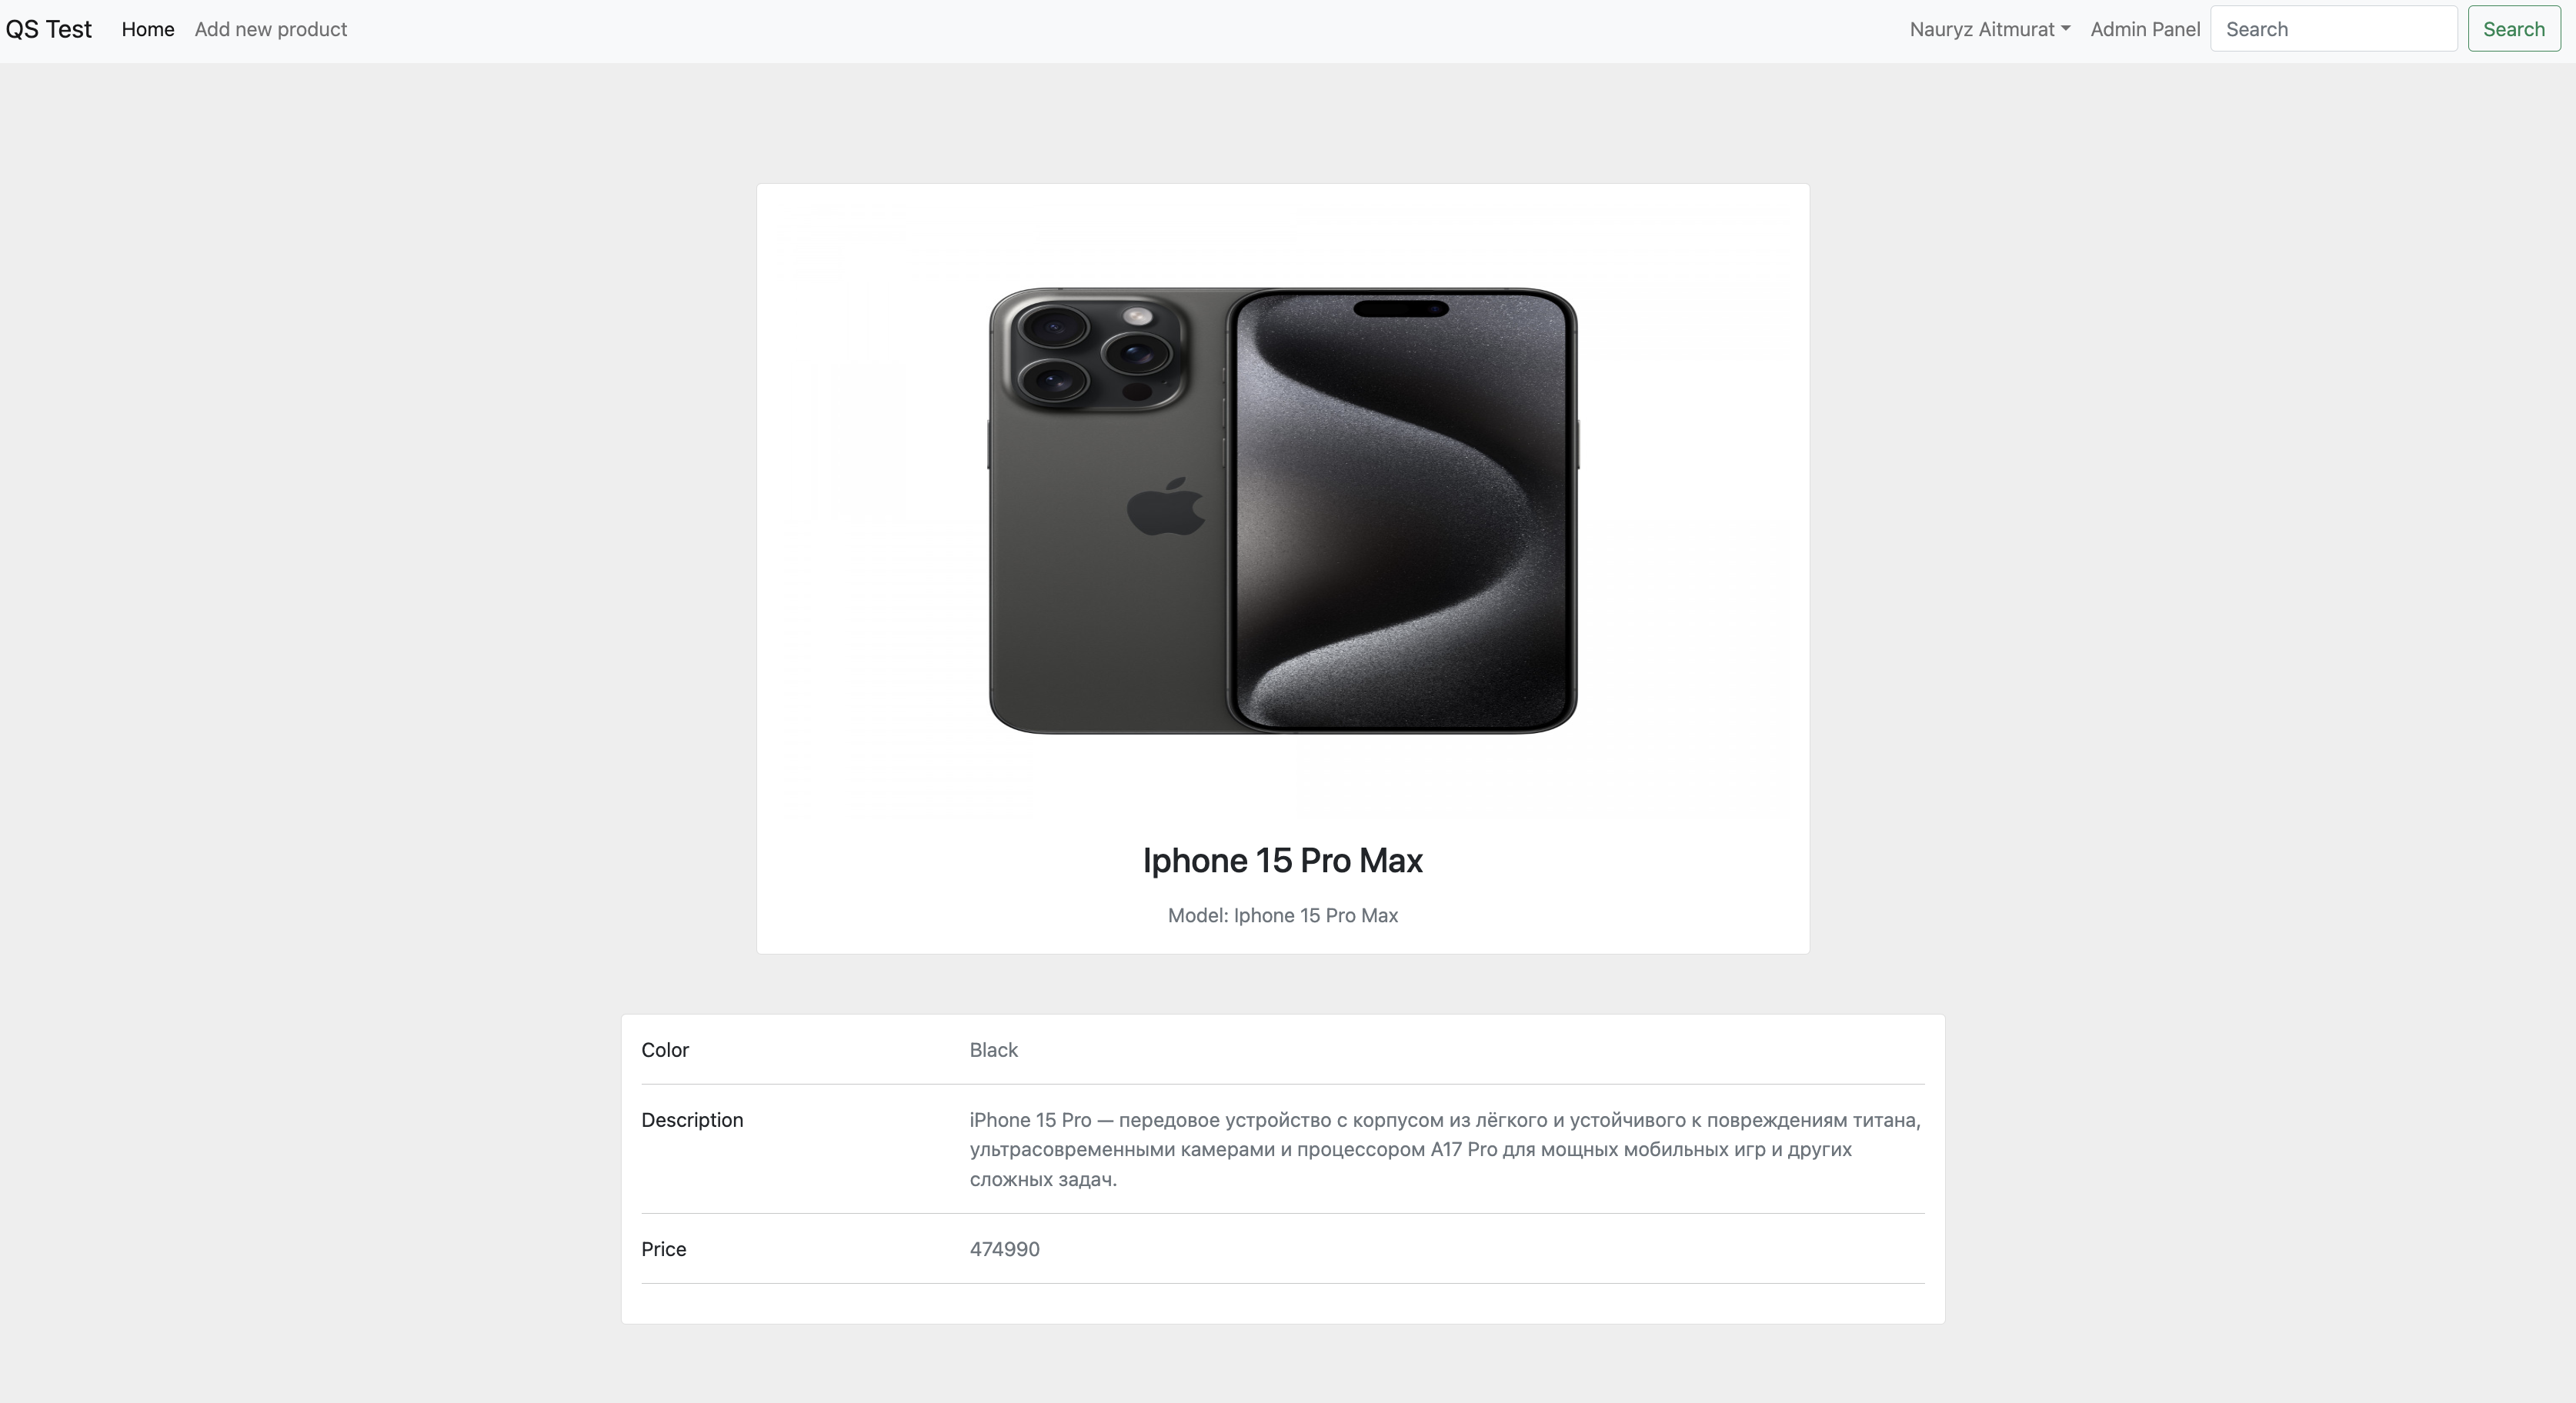 QS Test
Home
Add new product
Nauryz Aitmurat
Admin Panel
Search
Search
Iphone 15 Pro Max
Model: Iphone 15 Pro Max
Color
Black
Description
iPhone 15 Pro — передовое устройство с корпусом из лёгкого и устойчивого к повреждениям титана,
ультрасовременными камерами и процессором A17 Pro для мощных мобильных игр и других
сложных задач.
Price
474990